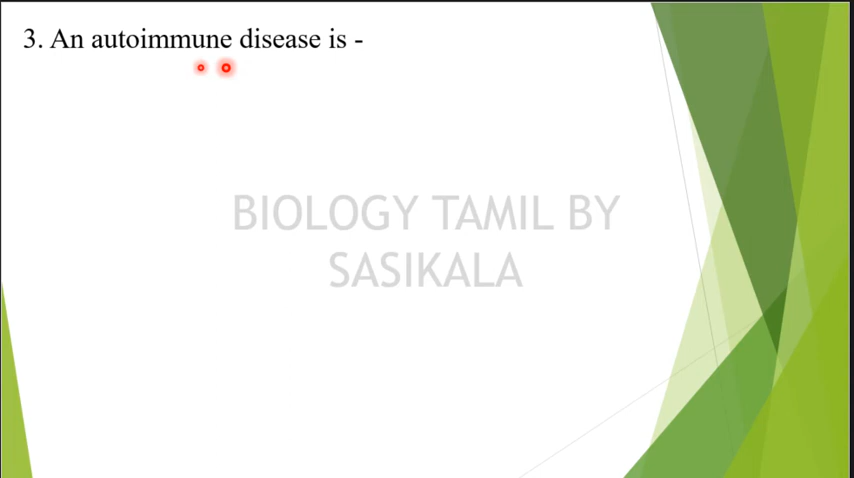 3. An autoimmune disease is -
BIOLOGY TAMIL BY
SASIKALA